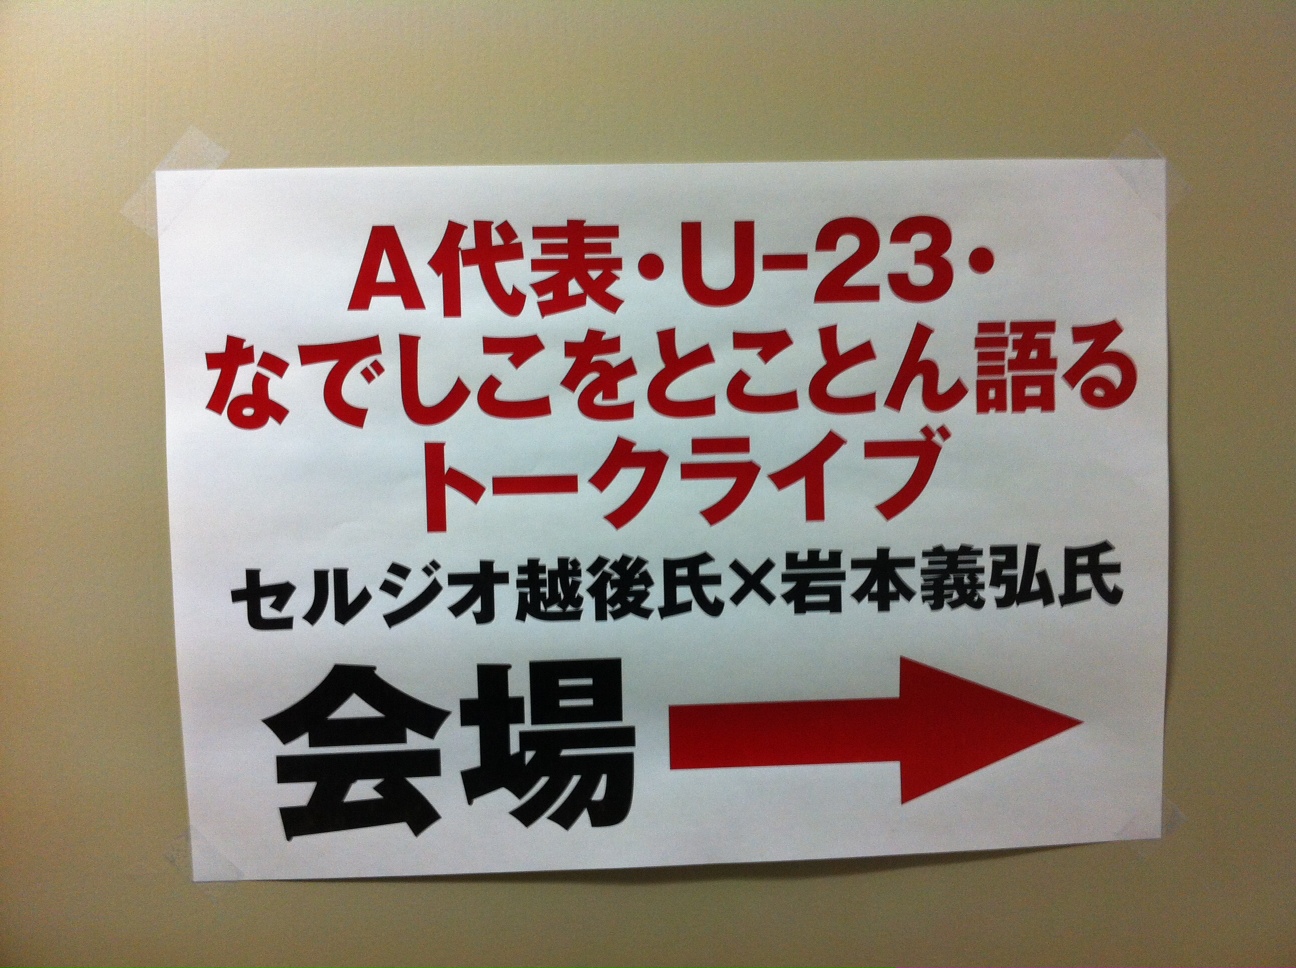 A代表・U-23・
なでしこをとことん語る
トークライブ
セルジオ越後氏×岩本義弘氏
会場